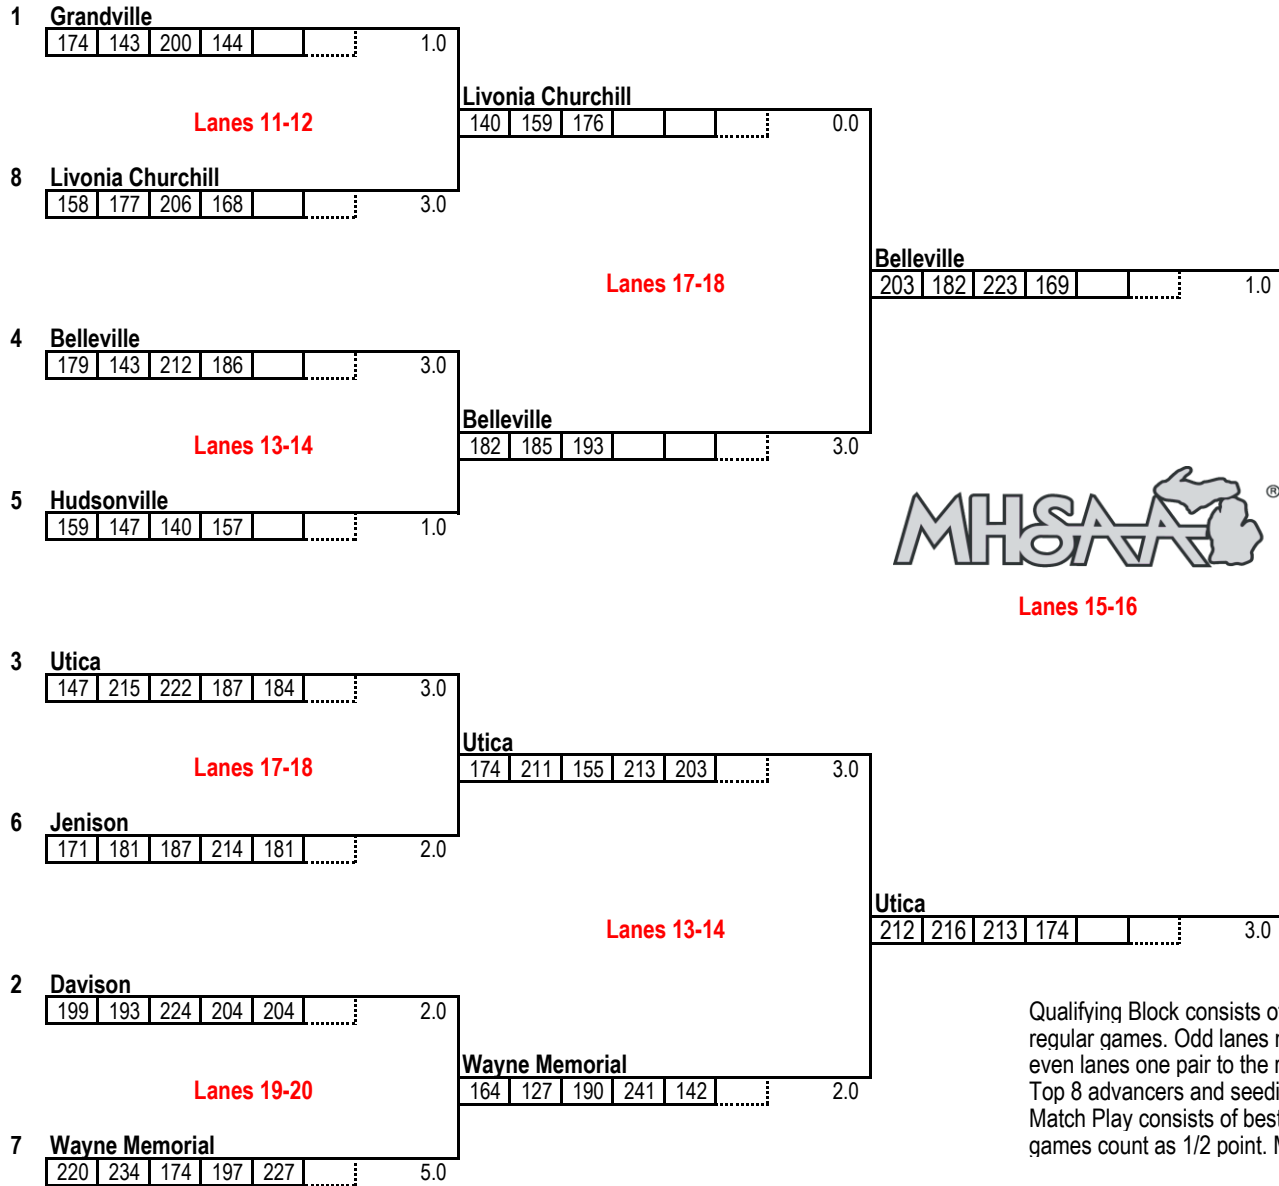 1 Grandville
174 143 200 144 1.0
Livonia Churchill
Lanes 11-12
140 159 176 0.0
8 Livonia Churchill
158 177 206 168 3.0
Belleville
Lanes 17-18
203 182 223 169 1.0
4 Belleville
179 143 212 186 3.0
Belleville
Lanes 13-14
182 185 193 3.0
5 Hudsonville
159 147 140 157 1.0
MHSAA ®
Lanes 15-16
3 Utica
147 215 222 187 184 3.0
Utica
Lanes 17-18
174 211 155 213 203 3.0
6 Jenison
171 181 187 214 181 2.0
Utica
Lanes 13-14
212 216 213 174 3.0
2 Davison
199 193 224 204 204 2.0
Qualifying Block consists
regular games. Odd lanes
even lanes one pair to the
Wayne Memorial
Lanes 19-20
164 127 190 241 142 2.0
Top 8 advancers and
Match Play consists of best
games count as 1/2 point.
7 Wayne Memorial
220 234 174 197 227 5.0